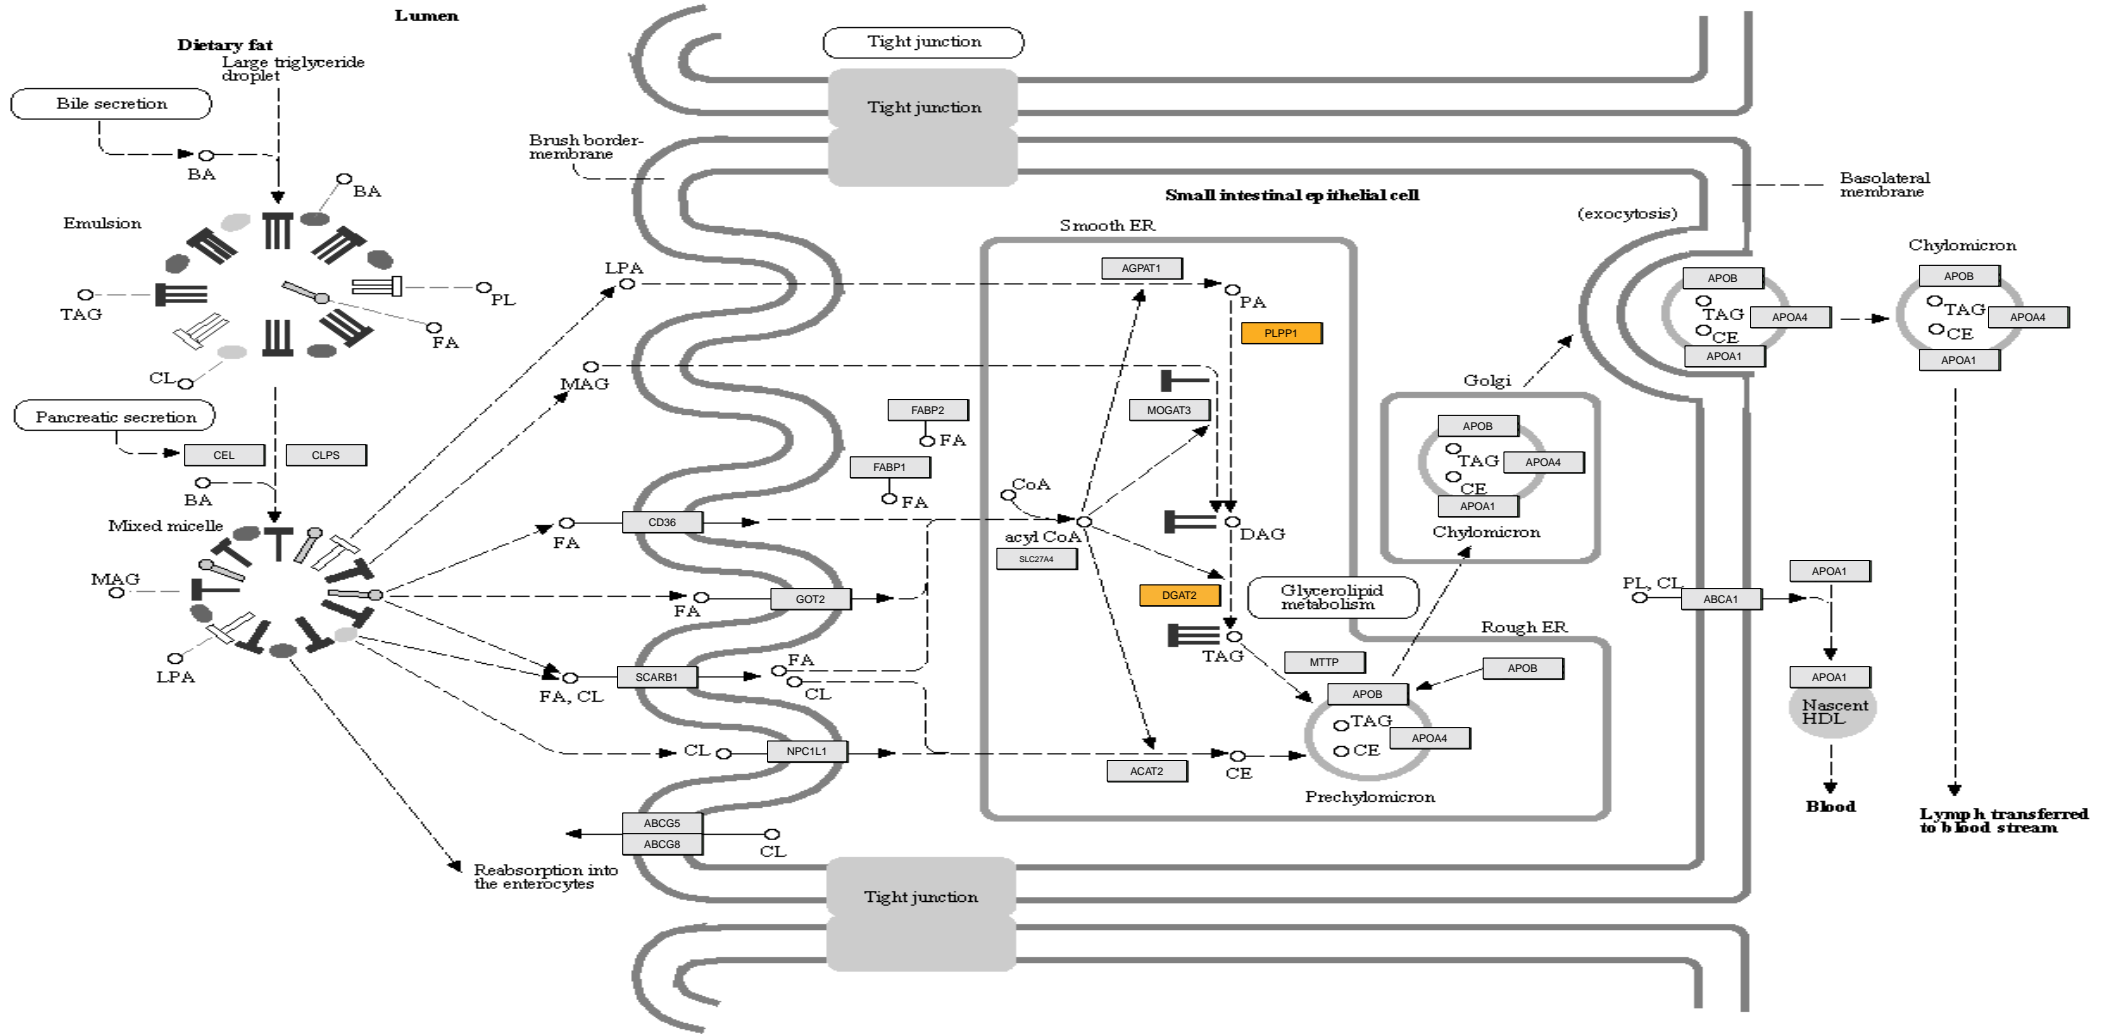 Lumen
Dietary fat
Large triglyceride
droplet
Bile secretion
BA
BA
Emulsion
TAG
PL
FA
CL
Pancreatic secretion
CEL
CLPS
BA
Mixed micelle
MAG
LPA
Reabsorption into
the enterocytes
Tight junction
Tight junction
Brush border-
membrane
LPA
MAG
FA
CD36
FA
GOT2
FA, CL
SCARB1
FA
CL
CL
NPC1L1
ABCG5
ABCG8
CL
Tight junction
FABP2
FA
FABP1
FA
Small intestinal epithelial cell
Smooth ER
AGPAT1
PA
PLPP1
MOGAT3
CoA
acyl CoA
SLC27A4
DAG
DGAT2
Glycerolipid
metabolism
TAG
ACAT2
CE
Rough ER
MTTP
APOB
APOB
TAG
APOA4
CE
Prechylomicron
Golgi
APOB
TAG
APOA4
CE
APOA1
Chylomicron
(exocytosis)
Basolateral
membrane
APOB
TAG
APOA4
CE
APOA1
Chylomicron
APOB
TAG
APOA4
CE
APOA1
PL, CL
ABCA1
APOA1
APOA1
Nascent
HDL
Blood
Lymph transferred
to blood stream